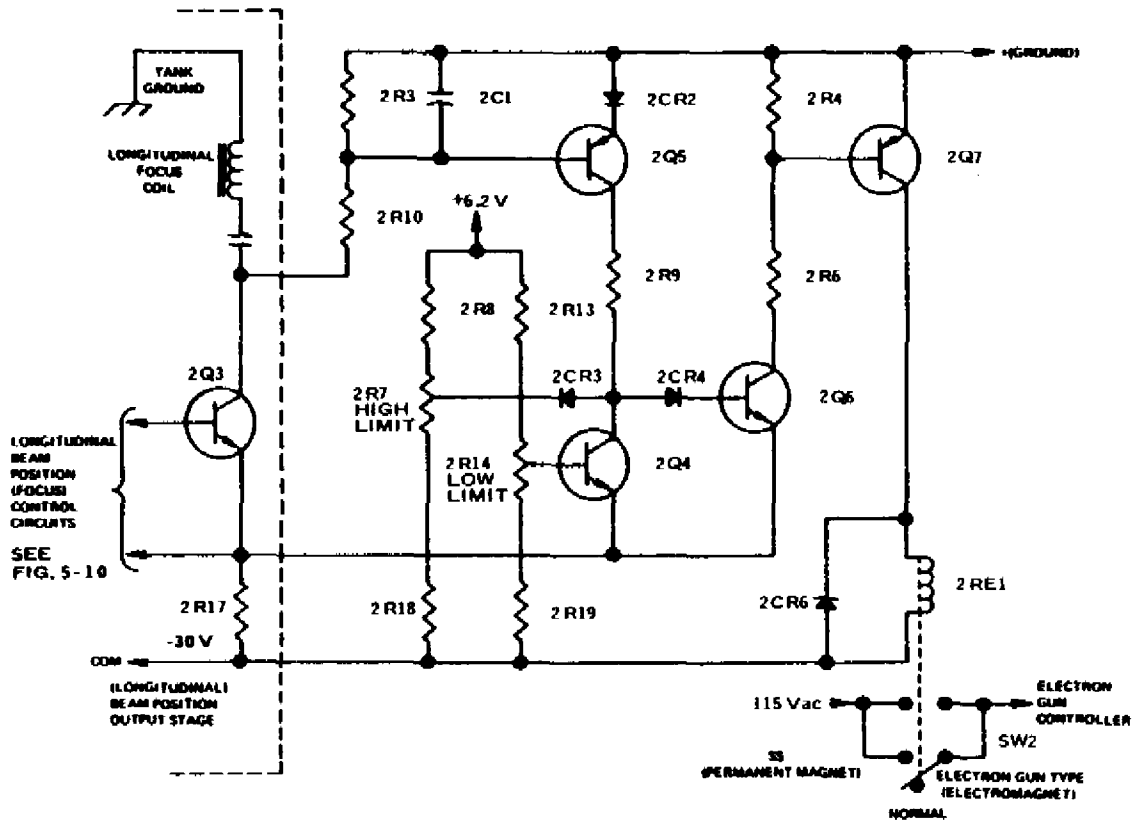 TANK
GROUND
LONGITUDINAL
FOCUS
COIL
2R3
2C1
2CR2
2R4
+(GROUND)
2Q5
2Q7
2R10
+6.2 V
2R9
2R6
2R8
2R13
2Q3
2R7
HIGH
LIMIT
2CR3
2CR4
2Q6
2R14
LOW
LIMIT
2Q4
LONGITUDINAL
BEAM
POSITION
(FOCUS)
CONTROL
CIRCUITS
SEE
FIG. 5-10
2R17
2R18
2R19
2CR6
2RE1
-30 V
COM
(LONGITUDINAL)
BEAM POSITION
OUTPUT STAGE
115 Vac
ELECTRON
GUN
CONTROLLER
SW2
SS
(PERMANENT MAGNET)
ELECTRON GUN TYPE
(ELECTROMAGNET)
NORMAL